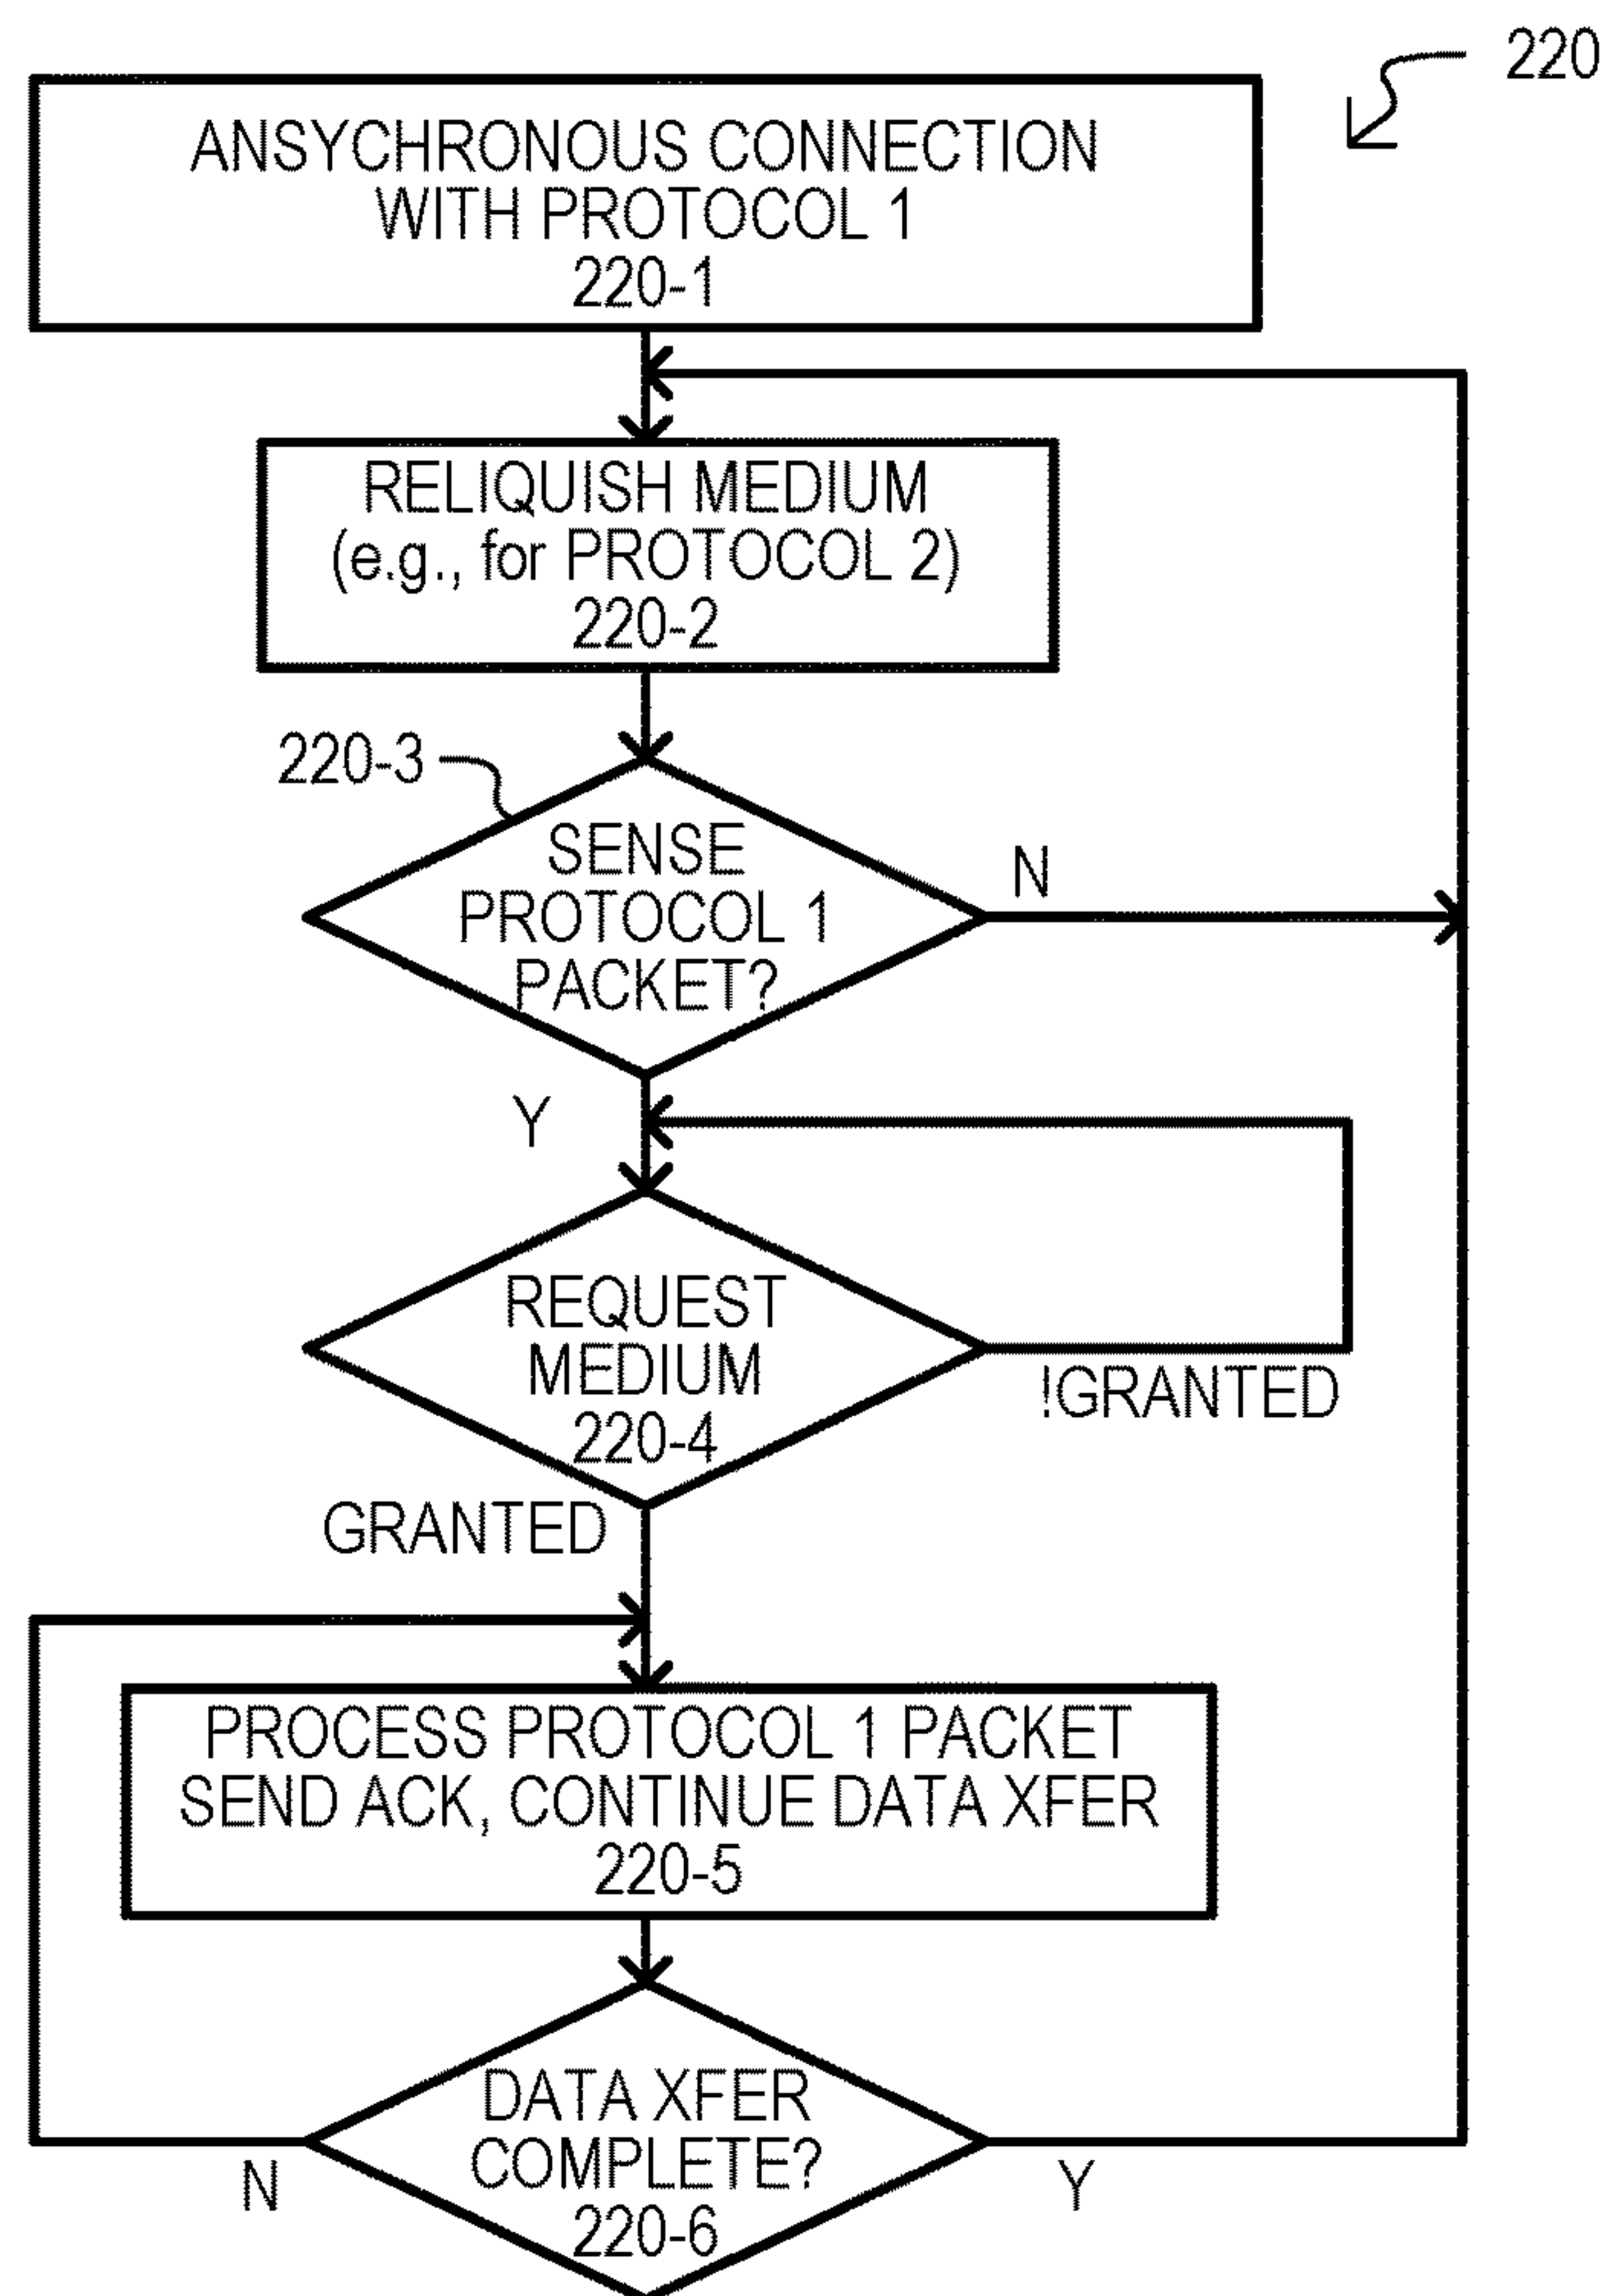 220
ANSYCHRONOUS CONNECTION
WITH PROTOCOL 1
220-1
RELIQUISH MEDIUM
(e.g., for PROTOCOL 2)
220-2
220-3
SENSE
PROTOCOL 1
PACKET?
N
Y
REQUEST
MEDIUM
220-4
!GRANTED
GRANTED
PROCESS PROTOCOL 1 PACKET
SEND ACK, CONTINUE DATA XFER
220-5
DATA XFER
COMPLETE?
220-6
N
Y